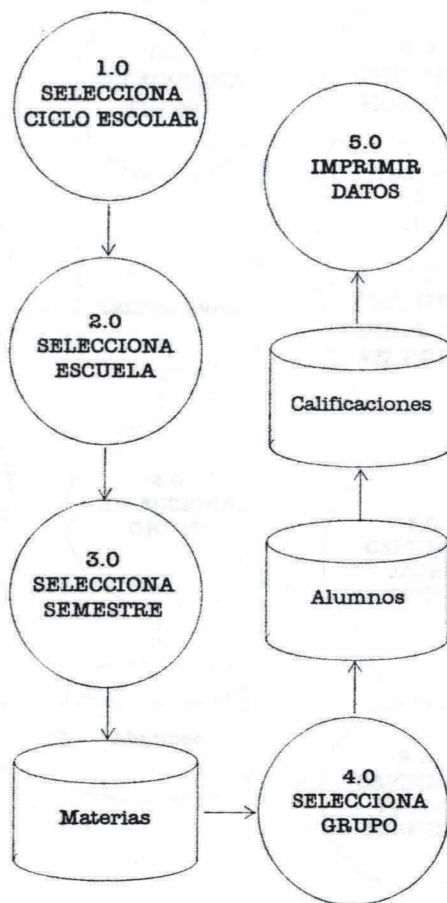 1.0
SELECCIONA
CICLO ESCOLAR
2.0
SELECCIONA
ESCUELA
3.0
SELECCIONA
SEMESTRE
Materias
4.0
SELECCIONA
GRUPO
Alumnos
Calificaciones
5.0
IMPRIMIR
DATOS